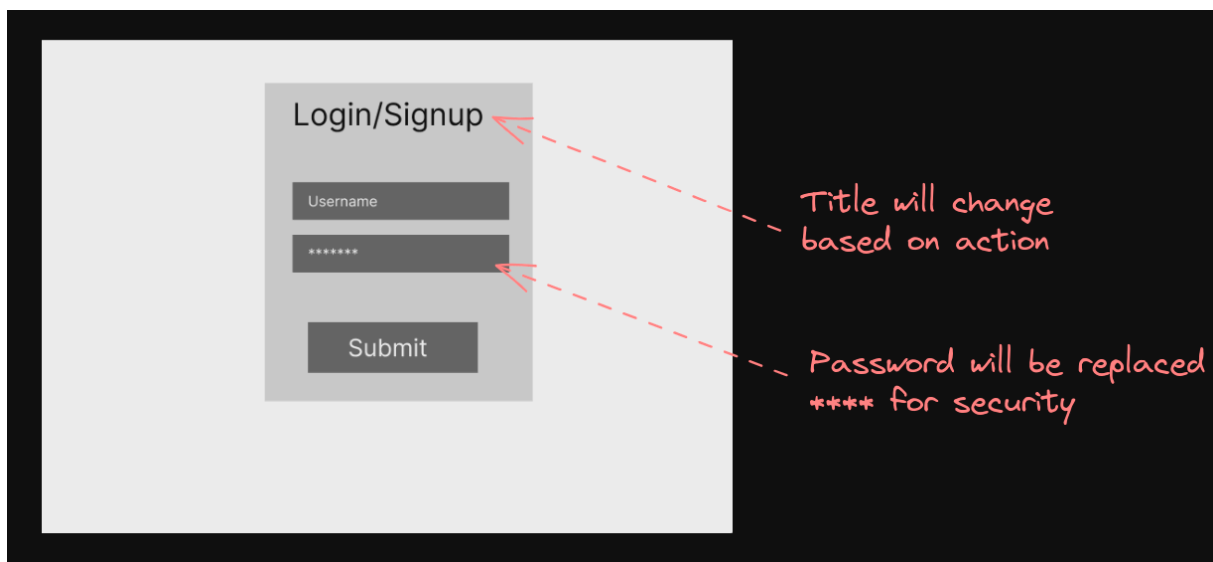 Login/Signup
Username
*******
Submit
Title will change
based on action
Password will be replaced
**** for security